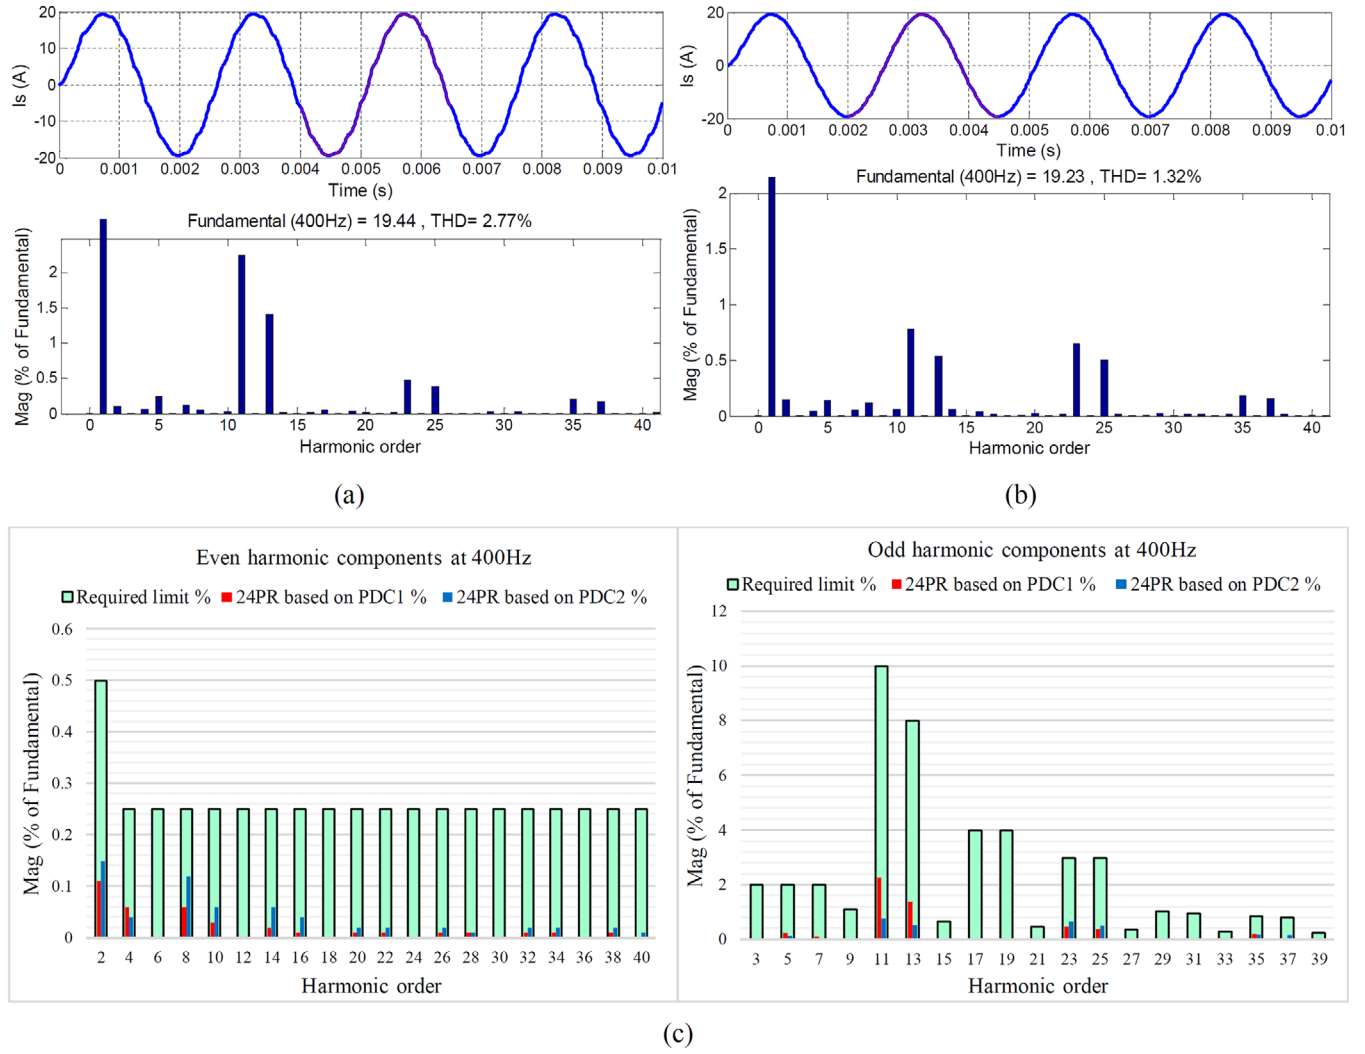 20
10
0
-10
-20
Is (A)
0 0.001 0.002 0.003 0.004 0.005 0.006 0.007 0.008 0.009 0.01
Time (s)
Fundamental (400Hz) = 19.44 , THD= 2.77%
2
1.5
1
0.5
0
Mag (% of Fundamental)
0 5 10 15 20 25 30 35 40
Harmonic order
(a)
20
0
-20
Is (A)
0 0.001 0.002 0.003 0.004 0.005 0.006 0.007 0.008 0.009 0.01
Time (s)
Fundamental (400Hz) = 19.23 , THD= 1.32%
2
1.5
1
0.5
0
Mag (% of Fundamental)
0 5 10 15 20 25 30 35 40
Harmonic order
(b)
Even harmonic components at 400Hz
Required limit % 24PR based on PDC1 % 24PR based on PDC2 %
0.6
0.5
0.4
0.3
0.2
0.1
0
Mag (% of Fundamental)
2 4 6 8 10 12 14 16 18 20 22 24 26 28 30 32 34 36 38 40
Harmonic order
Odd harmonic components at 400Hz
Required limit % 24PR based on PDC1 % 24PR based on PDC2 %
12
10
8
6
4
2
0
Mag (% of Fundamental)
3 5 7 9 11 13 15 17 19 21 23 25 27 29 31 33 35 37 39
Harmonic order
(c)